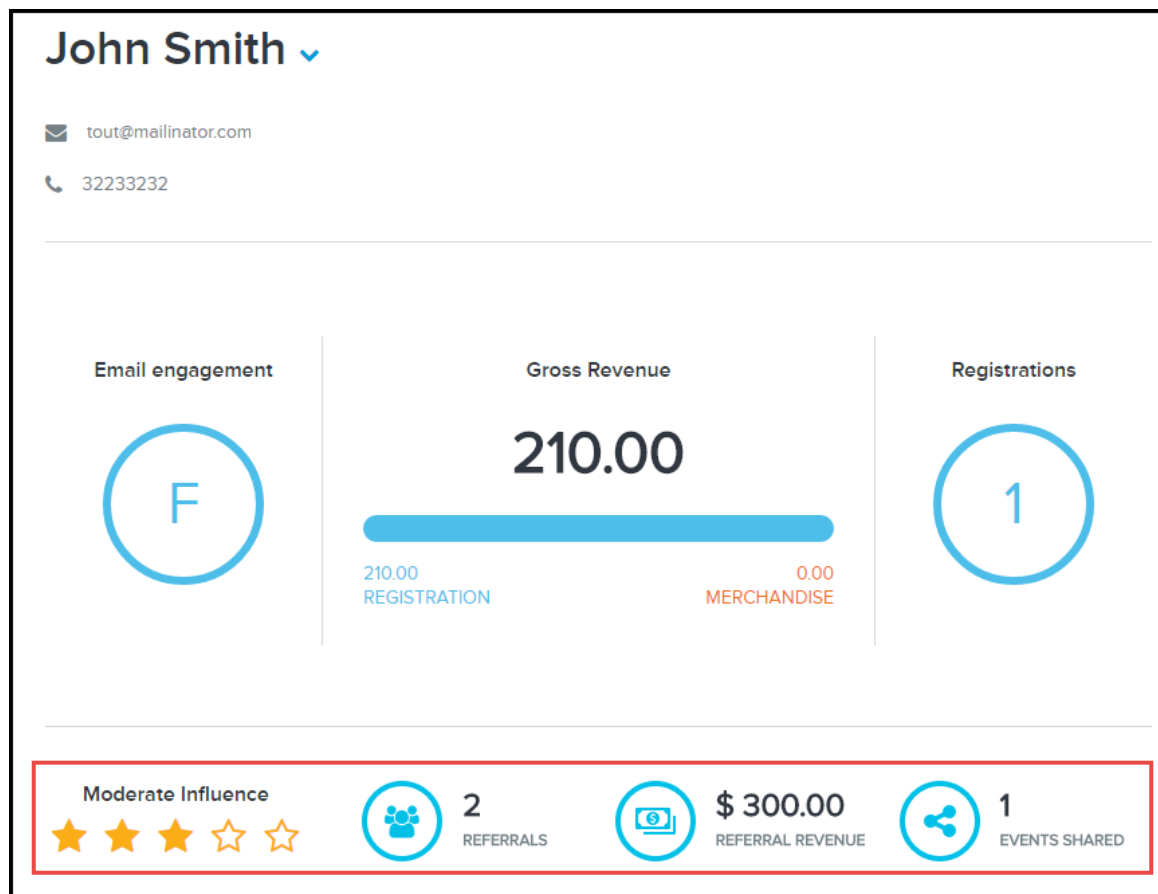 John Smith
tout@mailinator.com
32233232
Email engagement
F
Gross Revenue
210.00
210.00
REGISTRATION
0.00
MERCHANDISE
Registrations
1
Moderate Influence
2
REFERRALS
$ 300.00
REFERRAL REVENUE
1
EVENTS SHARED